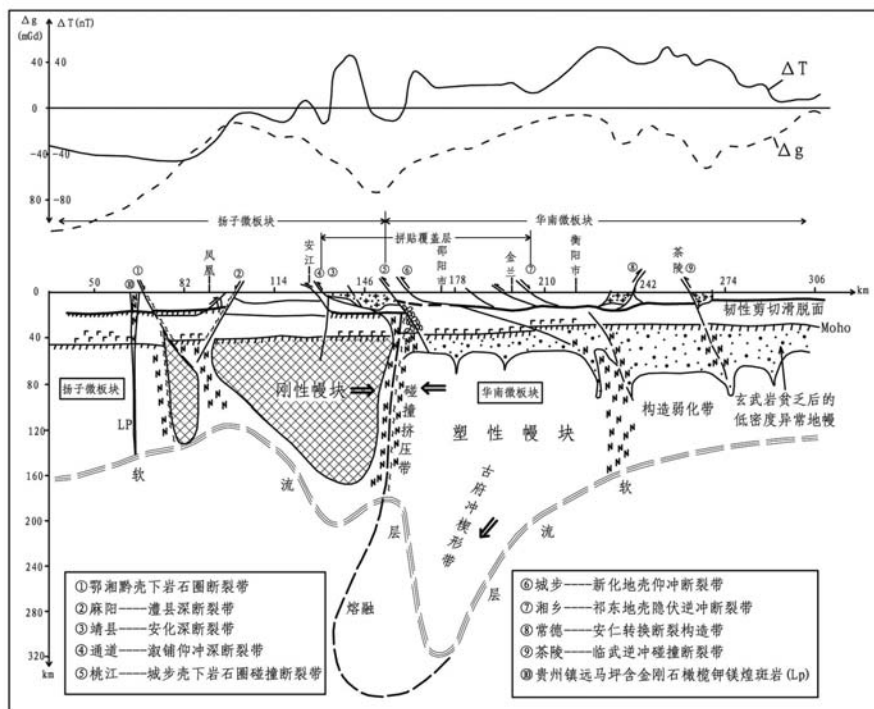 Δg ΔT(nT)
(mGd)
40 40
0
-40 -40
80 -80
ΔT
Δg
扬子微板块 华南微板块
拼贴覆盖层
凤凰 安江 邵阳市 金兰 衡阳市 茶陵
① ② ④ ③ ⑤ ⑥ ⑦ ⑧ ⑨
⑩ 50 82 114 146 178 210 242 274 306
km
0
40
80
120
160
200
240
280
320
km
韧性剪切滑脱面
Moho
扬子微板块
刚性幔块
碰撞挤压带
华南微板块
构造弱化带
玄武岩贫乏后的
低密度异常地幔
塑性幔块
LP
软 流 层
古府冲楔形带
层 流 软
熔融
①鄂湘黔壳下岩石圈断裂带
②麻阳——澧县深断裂带
③靖县——安化深断裂带
④通道——溆铺仰冲深断裂带
⑤桃江——城步壳下岩石圈碰撞断裂带
⑥城步——新化地壳仰冲断裂带
⑦湘乡——祁东地壳隐伏逆冲断裂带
⑧常德——安仁转换断裂构造带
⑨茶陵——临武逆冲碰撞断裂带
⑩贵州镇远马坪含金刚石橄榄钾镁煌斑岩(Lp)